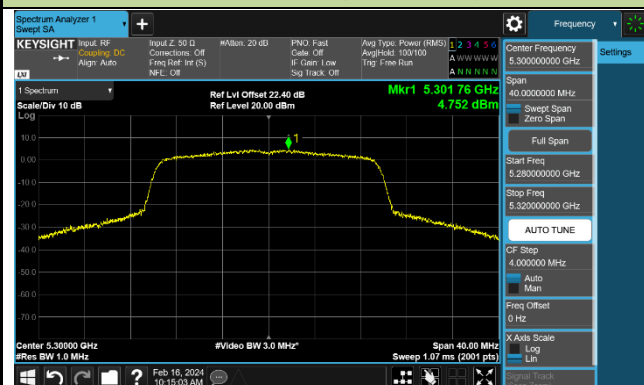 Spectrum Analyzer 1
Swept SA
Frequency
KEYSIGHT
Input: RF
Coupling: DC
Align: Auto
Input Z: 50 Ω
Corrections: Off
Freq Ref: Int (S)
NFE: Off
#Atten: 20 dB
PNO: Fast
Gate: Off
IF Gain: Low
Sig Track: Off
Avg Type: Power (RMS)
Avg|Hold: 100/100
Trig: Free Run
1 2 3 4 5 6
A W W W W W
A N N N N N
LXI
1 Spectrum
Scale/Div 10 dB
Log
Ref Lvl Offset 22.40 dB
Ref Level 20.00 dBm
Mkr1 5.301 76 GHz
4.752 dBm
1
10.0
0.00
-10.0
-20.0
-30.0
-40.0
-50.0
-60.0
-70.0
Center 5.30000 GHz
#Res BW 1.0 MHz
#Video BW 3.0 MHz*
Span 40.00 MHz
Sweep 1.07 ms (2001 pts)
Feb 16, 2024
10:15:03 AM
Center Frequency
5.300000000 GHz
Span
40.0000000 MHz
Swept Span
Zero Span
Full Span
Start Freq
5.280000000 GHz
Stop Freq
5.320000000 GHz
AUTO TUNE
CF Step
4.000000 MHz
Auto
Man
Freq Offset
0 Hz
X Axis Scale
Log
Lin
Signal Track
Settings